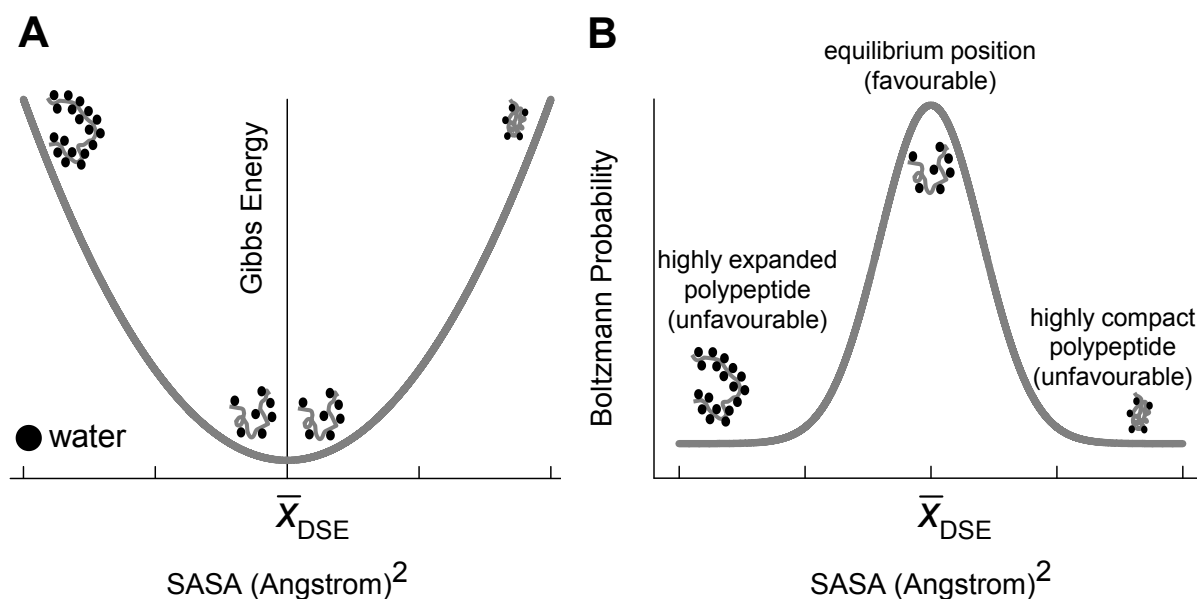 A
Gibbs Energy
water
x̄DSE
SASA (Angstrom)2
B
equilibrium position
(favourable)
Boltzmann Probability
highly expanded
polypeptide
(unfavourable)
highly compact
polypeptide
(unfavourable)
x̄DSE
SASA (Angstrom)2